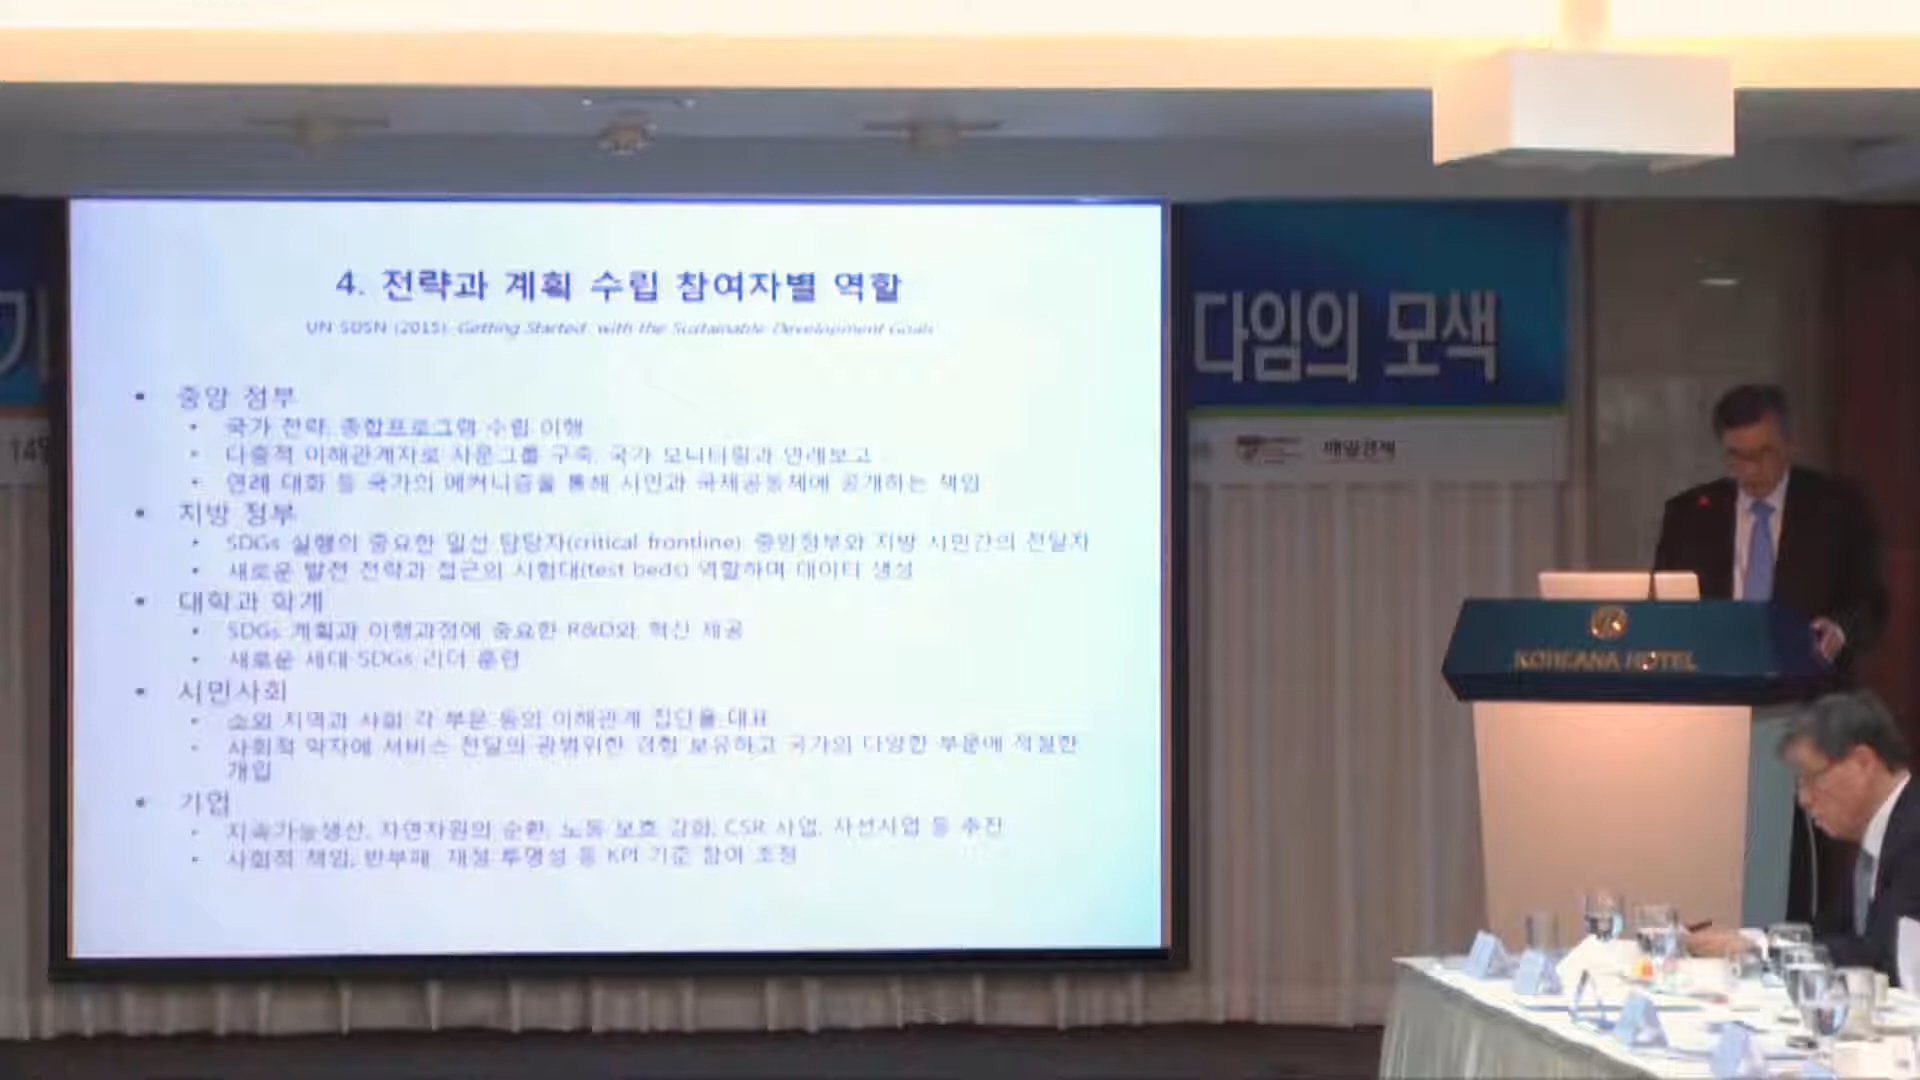 4. 전략과 계획 수립 참여자별 역할
UN SDSN (2015). Getting Started with the Sustainable Development Goals
• 중앙 정부
• 국가 전략, 종합프로그램 수립 이행
• 다층적 이해관계자로 자문그룹 구축, 국가 모니터링과 연례보고
• 연례 대화 등 국가의 메커니즘을 통해 시민과 국제공동체에 공개하는 책임
• 지방 정부
• SDGs 실행의 중요한 일선 담당자(critical frontline): 중앙정부와 지방 시민간의 전달자
• 새로운 발전 전략과 접근의 시험대(test beds) 역할하며 데이터 생성
• 대학과 학계
• SDGs 계획과 이행과정에 중요한 R&D와 혁신 제공
• 새로운 세대 SDGs 리더 훈련
• 시민사회
• 소외 지역과 사회 각 부문 등의 이해관계 집단을 대표
• 사회적 약자에 서비스 전달의 광범위한 경험 보유하고 국가의 다양한 부문에 적절한
개입
• 기업
• 지속가능생산, 자연자원의 순환, 노동 보호 강화, CSR 사업, 자선사업 등 추진
• 사회적 책임, 반부패, 재정 투명성 등 KPI 기준 참여 조정
다임의 모색
매일경제
KOREANA HOTEL
기
14